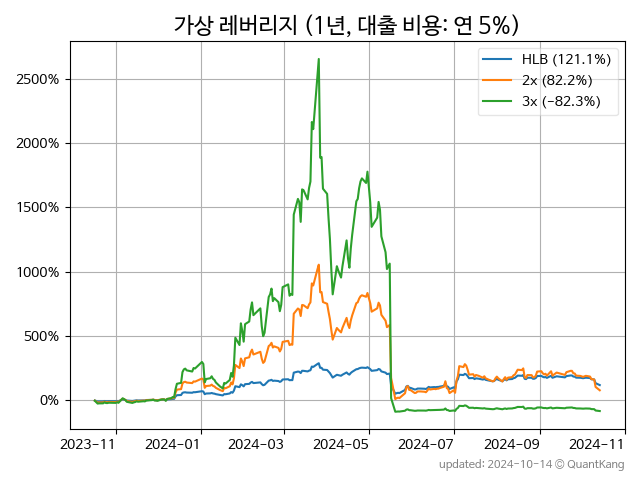 가상 레버리지 (1년, 대출 비용: 연 5%)
HLB (121.1%)
2x (82.2%)
3x (-82.3%)
2500%
2000%
1500%
1000%
500%
0%
2023-11 2024-01 2024-03 2024-05 2024-07 2024-09 2024-11
updated: 2024-10-14 © QuantKang